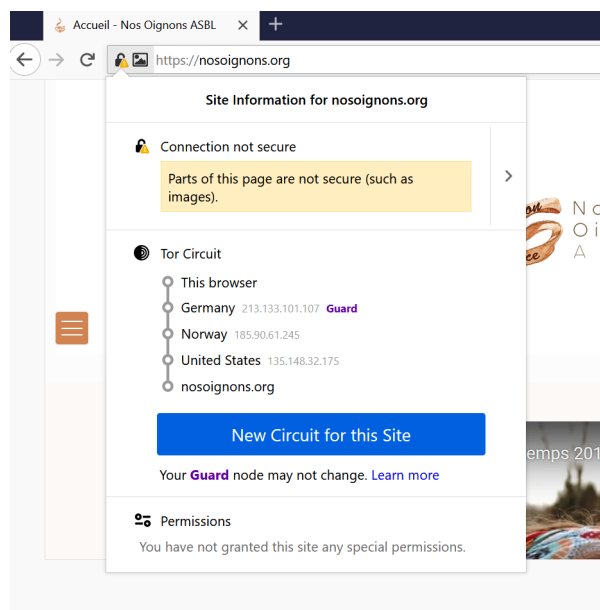 Accueil - Nos Oignons ASBL
https://nosoignons.org
Site Information for nosoignons.org
Connection not secure
Parts of this page are not secure (such as
images).
Tor Circuit
This browser
Germany 213.133.101.107 Guard
Norway 185.90.61.245
United States 135.148.32.175
nosoignons.org
New Circuit for this Site
Your Guard node may not change. Learn more
Permissions
You have not granted this site any special permissions.
No
Oi
A
emps 201